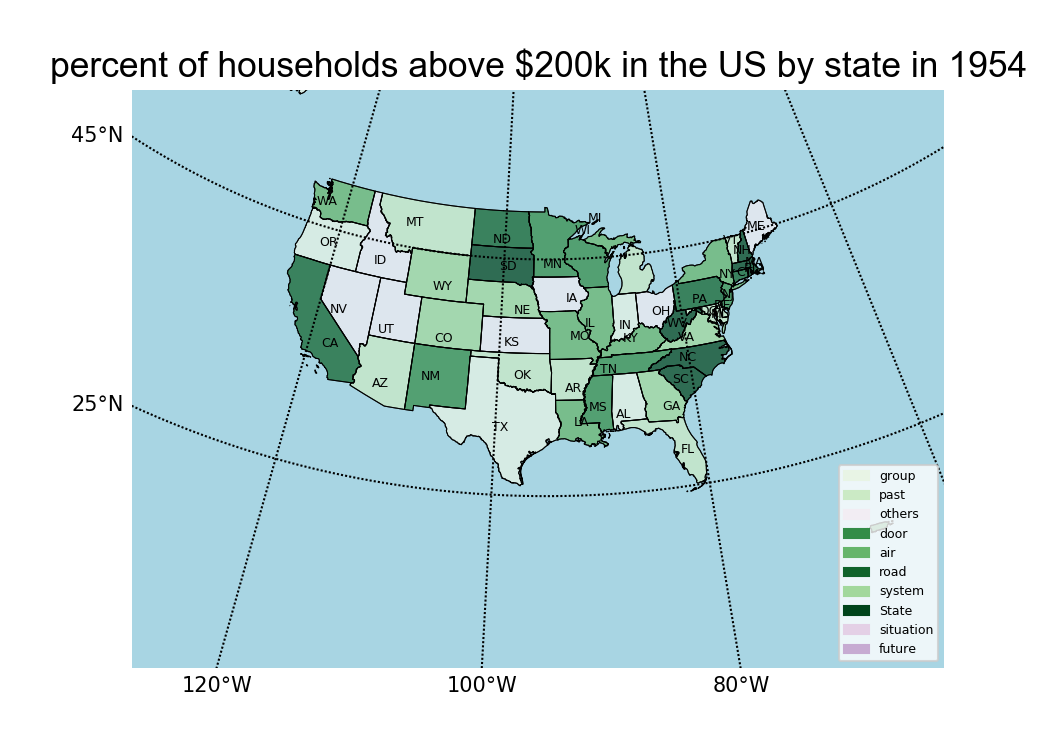 percent of households above $200k in the US by state in 1954
45°N
25°N
120°W
100°W
80°W
WA
MT
ND
MI
WI
ME
OR
ID
SD
MN
NH
WY
IA
NY
NV
NE
IL
IN
OH
PA
UT
CO
KS
MO
KY
WV
VA
CA
AZ
NM
OK
AR
TN
NC
SC
TX
LA
MS
AL
GA
FL
group
past
others
door
air
road
system
State
situation
future